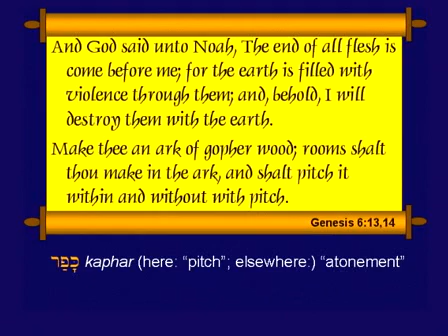 And God said unto Noah, The end of all flesh is
come before me; for the earth is filled with
violence through them; and, behold, I will
destroy them with the earth.
Make thee an ark of gopher wood; rooms shalt
thou make in the ark, and shalt pitch it
within and without with pitch.
Genesis 6:13,14
כָּפַר kaphar (here: “pitch”; elsewhere:) “atonement”